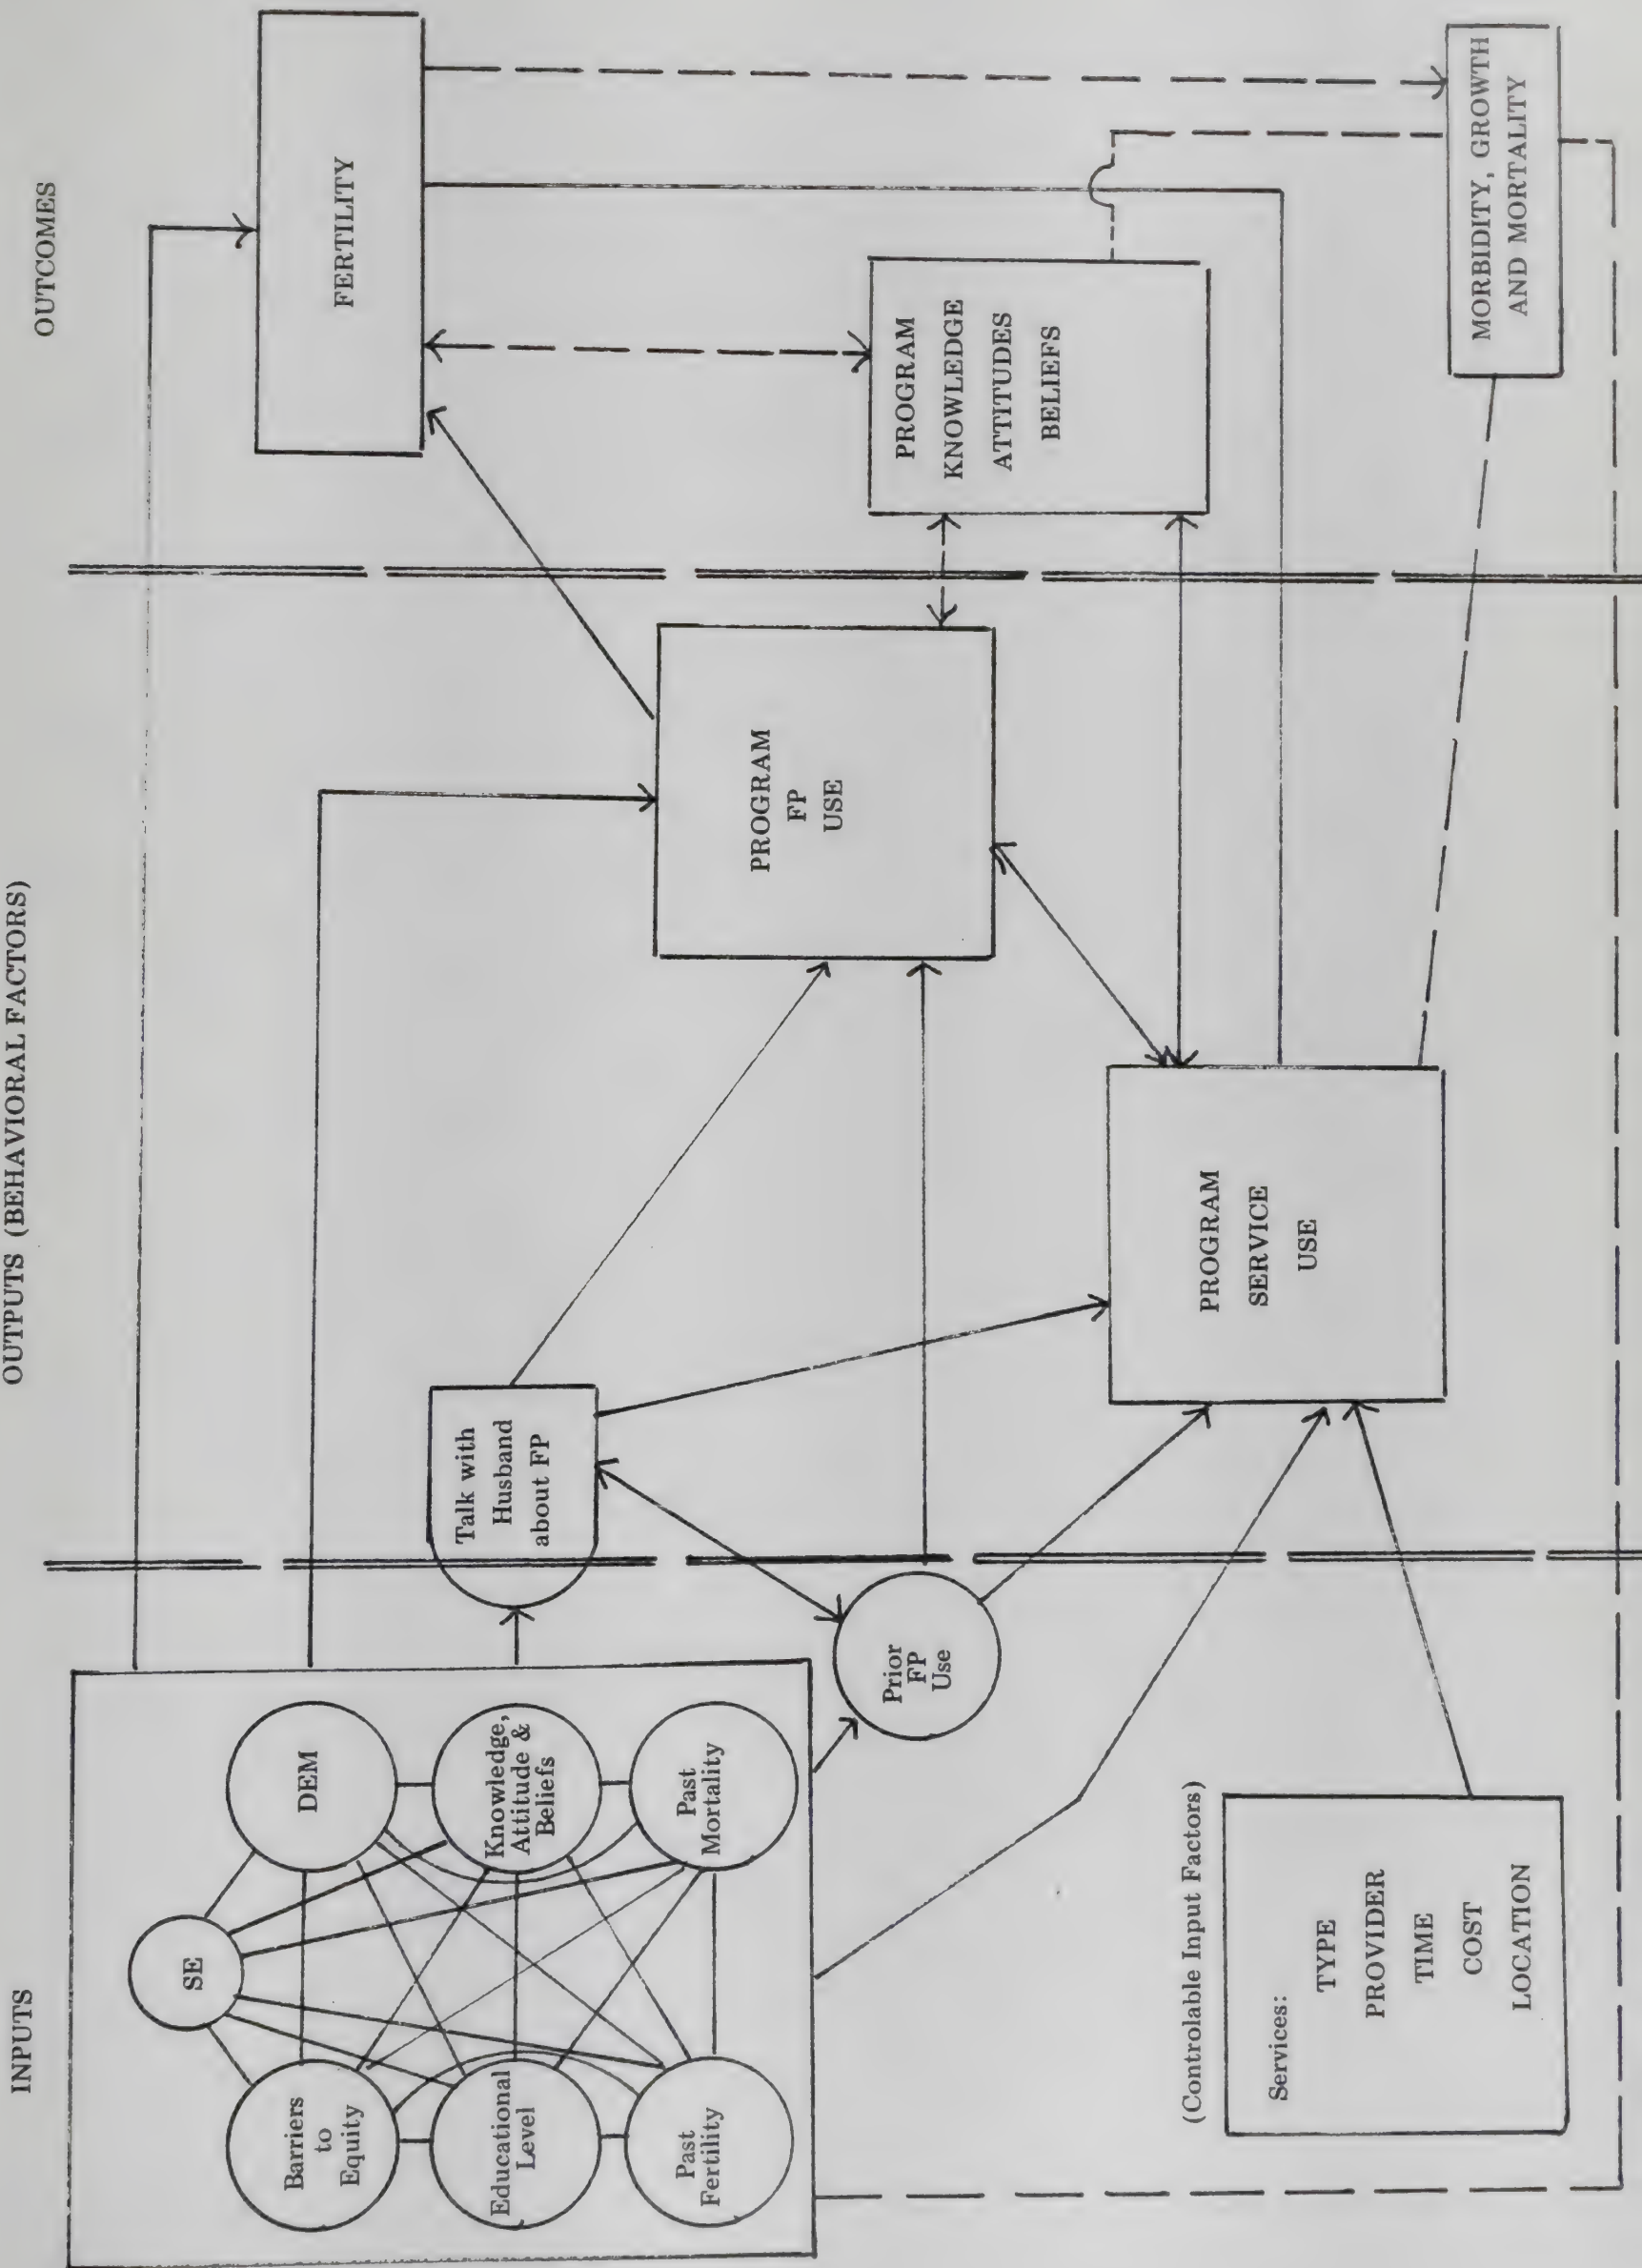 INPUTS
OUTPUTS (BEHAVIORAL FACTORS)
OUTCOMES
SE
Barriers
to
Equity
DEM
Educational
Level
Knowledge,
Attitude &
Beliefs
Past
Fertility
Past
Mortality
Prior
FP
Use
Talk with
Husband
about FP
(Controlable Input Factors)
Services:
TYPE
PROVIDER
TIME
COST
LOCATION
PROGRAM
FP
USE
PROGRAM
SERVICE
USE
FERTILITY
PROGRAM
KNOWLEDGE
ATTITUDES
BELIEFS
MORBIDITY, GROWTH
AND MORTALITY